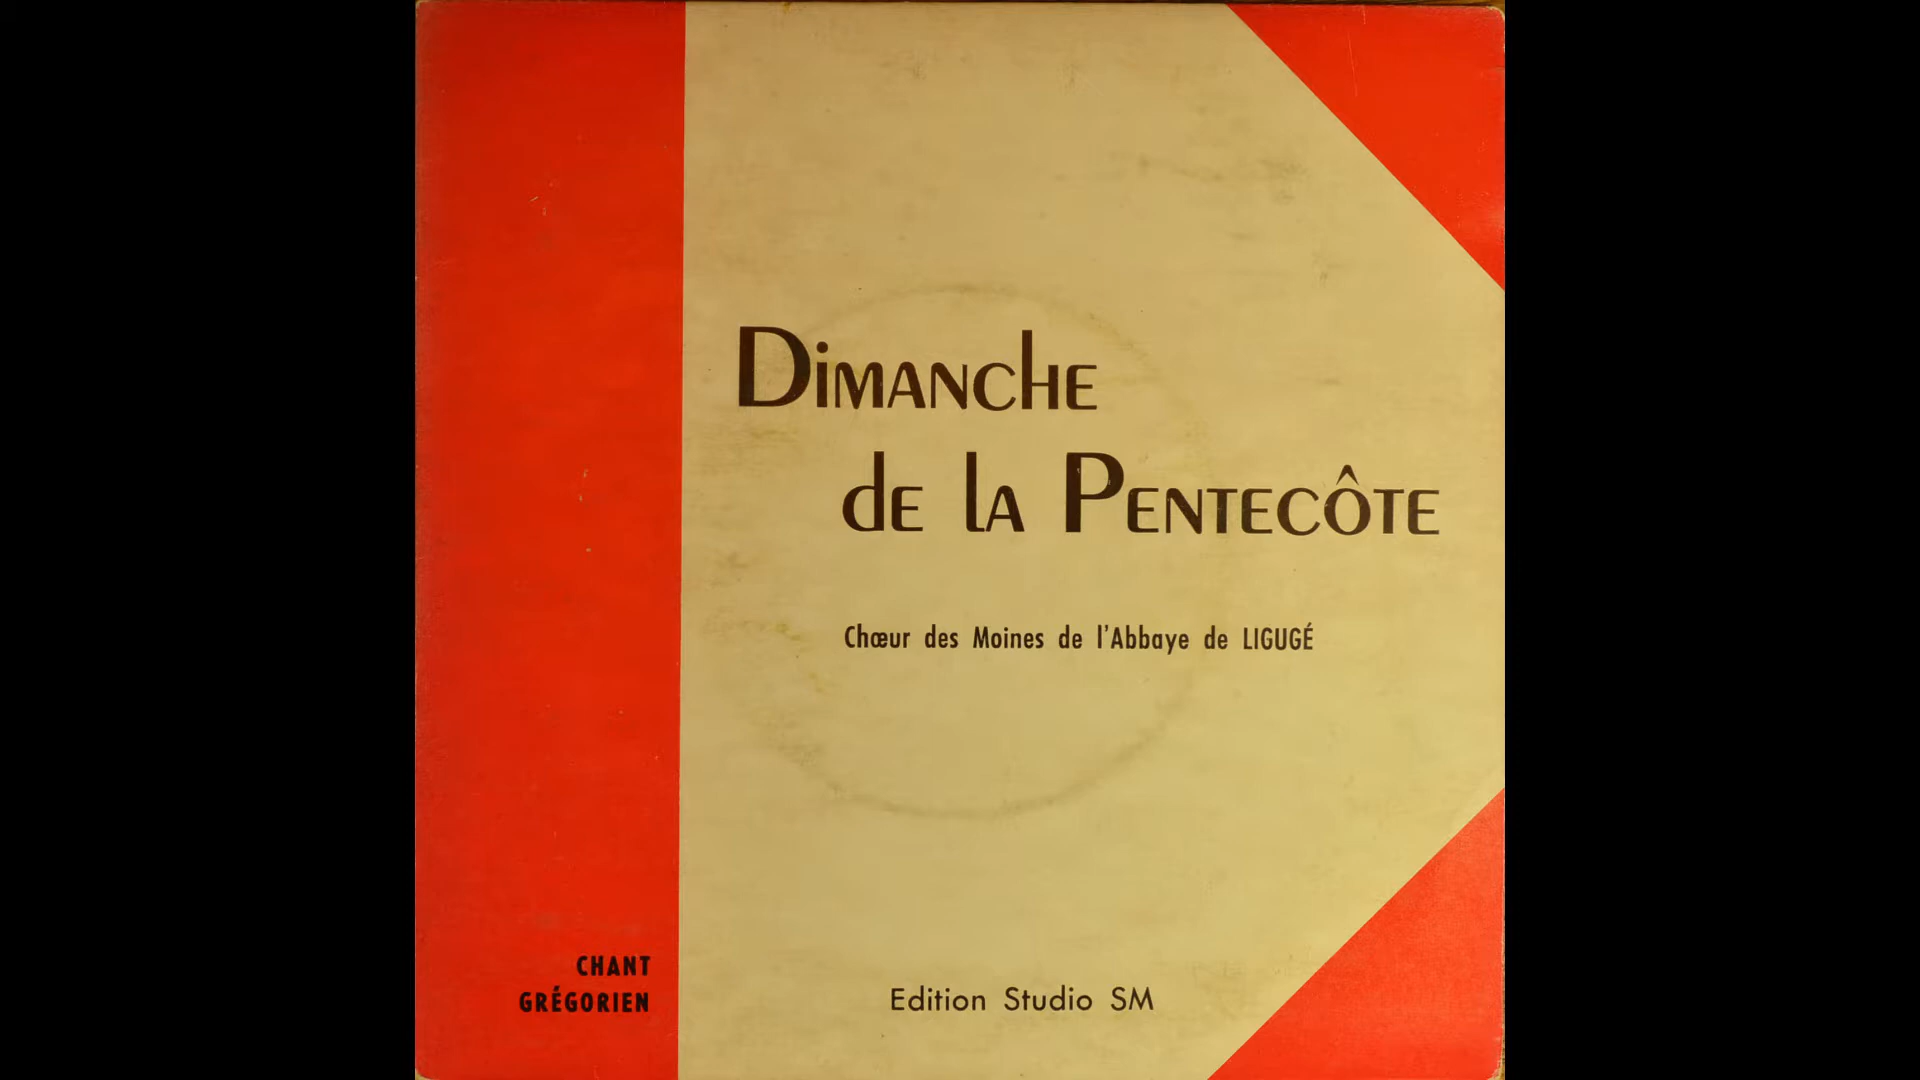 Dimanche
de la Pentecôte
Chœur des Moines de l'Abbaye de LIGUGÉ
CHANT
GRÉGORIEN
Edition Studio SM